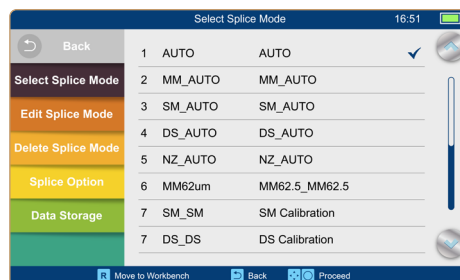 Select Splice Mode 16:51
Back
Select Splice Mode
Edit Splice Mode
Delete Splice Mode
Splice Option
Data Storage
1 AUTO AUTO
2 MM_AUTO MM_AUTO
3 SM_AUTO SM_AUTO
4 DS_AUTO DS_AUTO
5 NZ_AUTO NZ_AUTO
6 MM62um MM62.5_MM62.5
7 SM_SM SM Calibration
7 DS_DS DS Calibration
R Move to Workbench Back Proceed